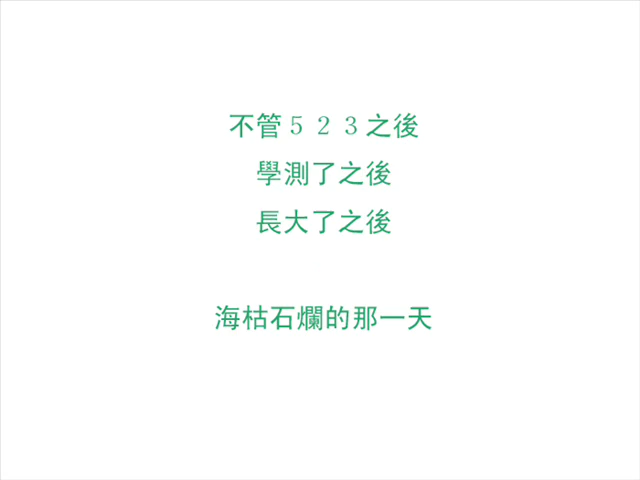 不管５２３之後
學測了之後
長大了之後
海枯石爛的那一天